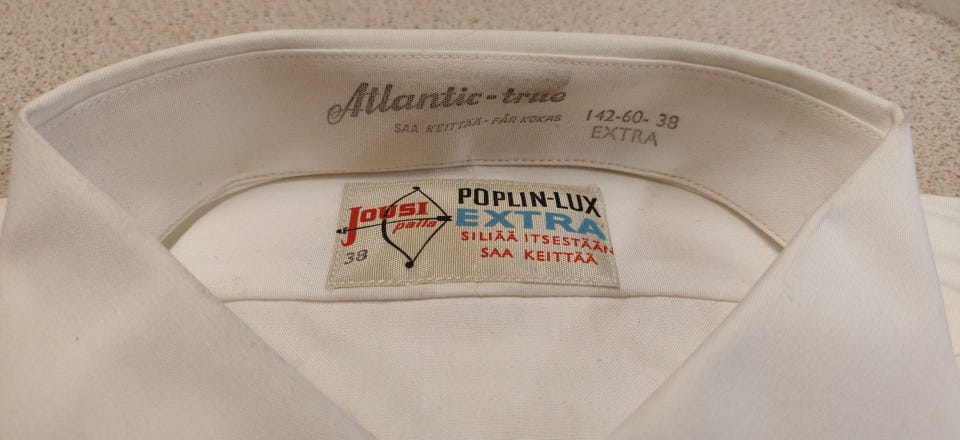 Atlantic-true
SAA KEITTÄÄ-FÅR KOKAS
142-60-38
EXTRA
JOUSI
paita
38
POPLIN-LUX
EXTRA
SILIÄÄ ITSESTÄÄN
SAA KEITTÄÄ